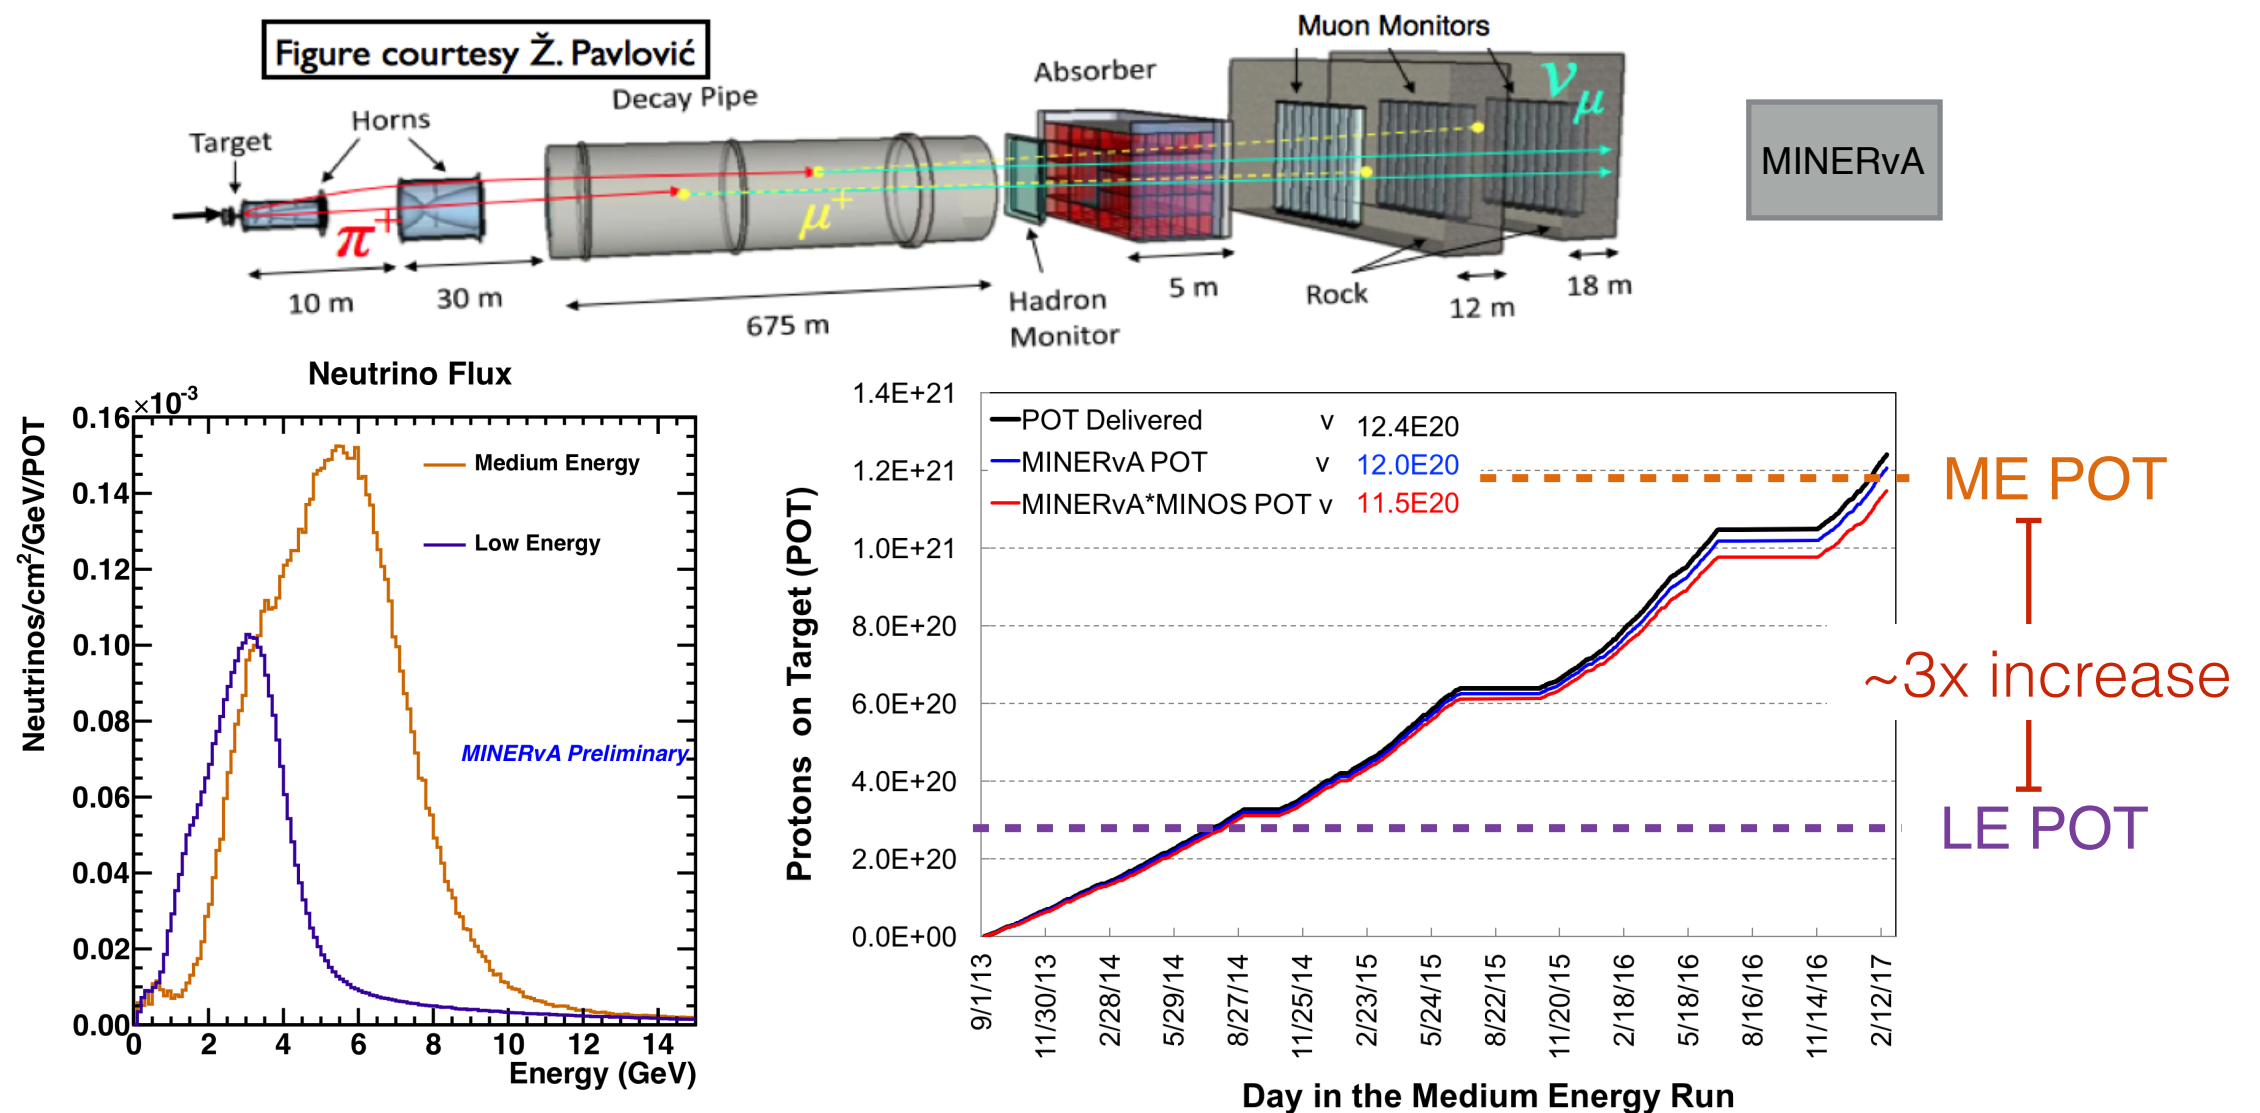 Figure courtesy Ž. Pavlović
Muon Monitors
Absorber
Decay Pipe
Horns
Target
ν μ
MINERvA
π+
μ+
10 m
30 m
675 m
Hadron
Monitor
5 m
Rock
12 m
18 m
Neutrino Flux
×10-3
Neutrinos/cm2/GeV/POT
0.16
0.14
0.12
0.10
0.08
0.06
0.04
0.02
0.00
Medium Energy
Low Energy
MINERvA Preliminary
0 2 4 6 8 10 12 14
Energy (GeV)
Protons on Target (POT)
1.4E+21
1.2E+21
1.0E+21
8.0E+20
6.0E+20
4.0E+20
2.0E+20
0.0E+00
POT Delivered v 12.4E20
MINERvA POT v 12.0E20
MINERvA*MINOS POT v 11.5E20
9/1/13
11/30/13
2/28/14
5/29/14
8/27/14
11/25/14
2/23/15
5/24/15
8/22/15
11/20/15
2/18/16
5/18/16
8/16/16
11/14/16
2/12/17
Day in the Medium Energy Run
ME POT
~3x increase
LE POT